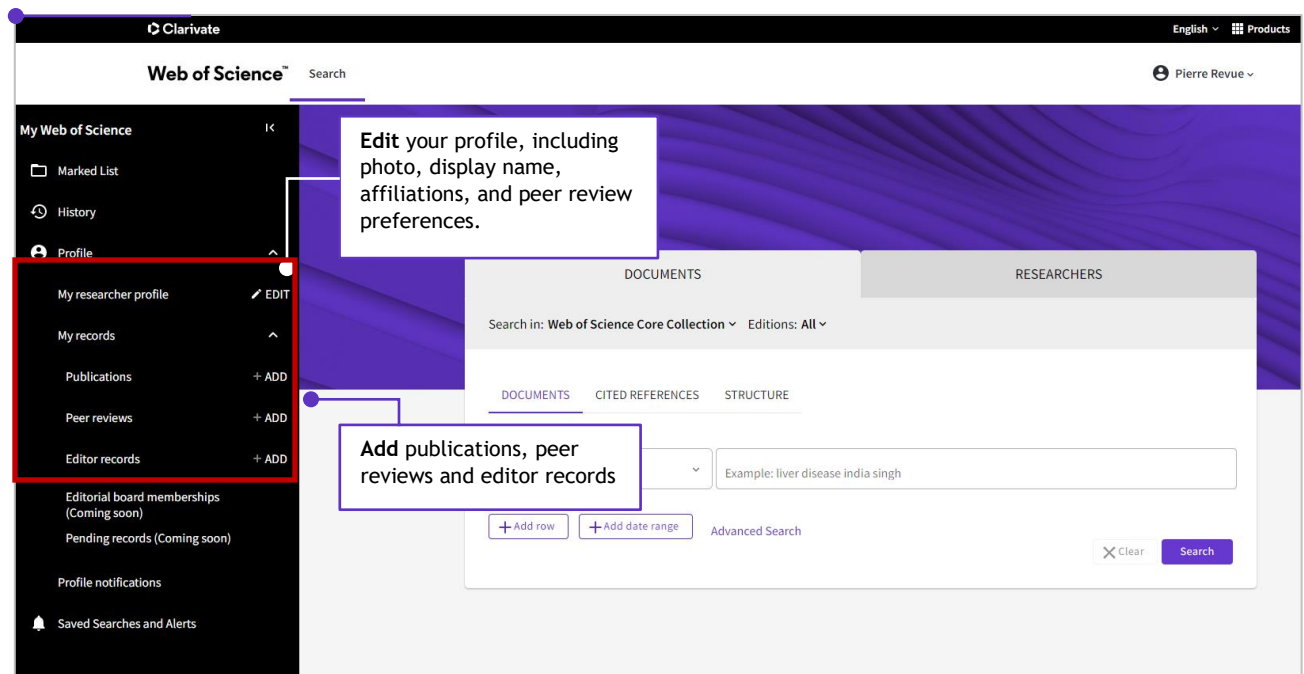 Clarivate
English
Products
Web of Science™
Search
Pierre Revue
My Web of Science
Marked List
History
Profile
My researcher profile
EDIT
My records
Publications
+ ADD
Peer reviews
+ ADD
Editor records
+ ADD
Editorial board memberships
(Coming soon)
Pending records (Coming soon)
Profile notifications
Saved Searches and Alerts
Edit your profile, including
photo, display name,
affiliations, and peer review
preferences.
DOCUMENTS
RESEARCHERS
Search in: Web of Science Core Collection Editions: All
DOCUMENTS
CITED REFERENCES
STRUCTURE
Add publications, peer
reviews and editor records
Example: liver disease india singh
+ Add row
+ Add date range
Advanced Search
X Clear
Search